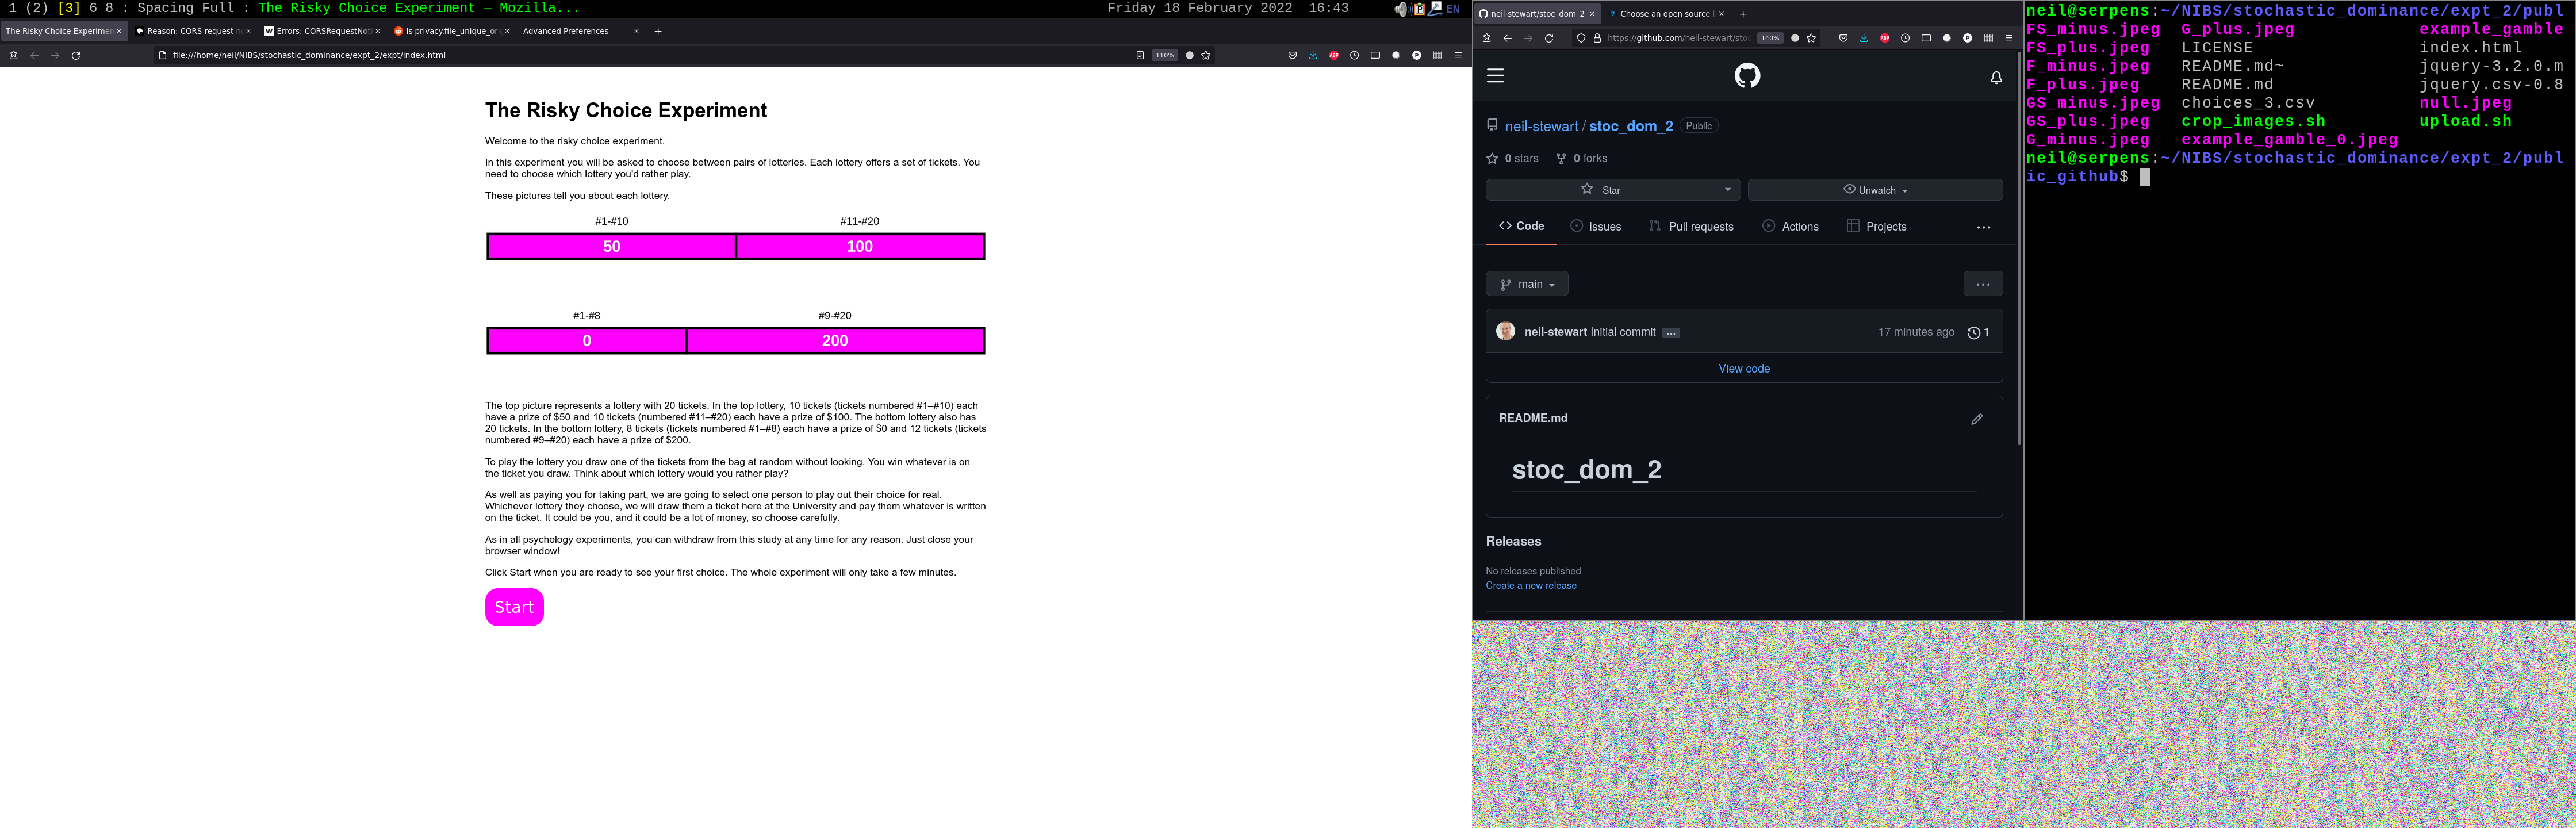 1 (2) [3] 6 8 : Spacing Full : The Risky Choice Experiment — Mozilla...
Friday 18 February 2022 16:43
EN
The Risky Choice Experimen
Reason: CORS request n
Errors: CORSRequestNot
Is privacy.file_unique_ori
Advanced Preferences
file:///home/neil/NIBS/stochastic_dominance/expt_2/expt/index.html
110%
The Risky Choice Experiment
Welcome to the risky choice experiment.
In this experiment you will be asked to choose between pairs of lotteries. Each lottery offers a set of tickets. You
need to choose which lottery you'd rather play.
These pictures tell you about each lottery.
#1-#10 #11-#20
50 100
#1-#8 #9-#20
0 200
The top picture represents a lottery with 20 tickets. In the top lottery, 10 tickets (tickets numbered #1–#10) each
have a prize of $50 and 10 tickets (numbered #11–#20) each have a prize of $100. The bottom lottery also has
20 tickets. In the bottom lottery, 8 tickets (tickets numbered #1–#8) each have a prize of $0 and 12 tickets (tickets
numbered #9–#20) each have a prize of $200.
To play the lottery you draw one of the tickets from the bag at random without looking. You win whatever is on
the ticket you draw. Think about which lottery would you rather play?
As well as paying you for taking part, we are going to select one person to play out their choice for real.
Whichever lottery they choose, we will draw them a ticket here at the University and pay them whatever is written
on the ticket. It could be you, and it could be a lot of money, so choose carefully.
As in all psychology experiments, you can withdraw from this study at any time for any reason. Just close your
browser window!
Click Start when you are ready to see your first choice. The whole experiment will only take a few minutes.
Start
neil-stewart/stoc_dom_2
Choose an open source
https://github.com/neil-stewart/stoc
140%
neil-stewart / stoc_dom_2 Public
0 stars 0 forks
Star Unwatch
Code Issues Pull requests Actions Projects
main
neil-stewart Initial commit ... 17 minutes ago 1
View code
README.md
stoc_dom_2
Releases
No releases published
Create a new release
neil@serpens:~/NIBS/stochastic_dominance/expt_2/publ
FS_minus.jpeg G_plus.jpeg example_gamble
FS_plus.jpeg LICENSE index.html
F_minus.jpeg README.md~ jquery-3.2.0.m
F_plus.jpeg README.md jquery.csv-0.8
GS_minus.jpeg choices_3.csv null.jpeg
GS_plus.jpeg crop_images.sh upload.sh
G_minus.jpeg example_gamble_0.jpeg
neil@serpens:~/NIBS/stochastic_dominance/expt_2/publ
ic_github$